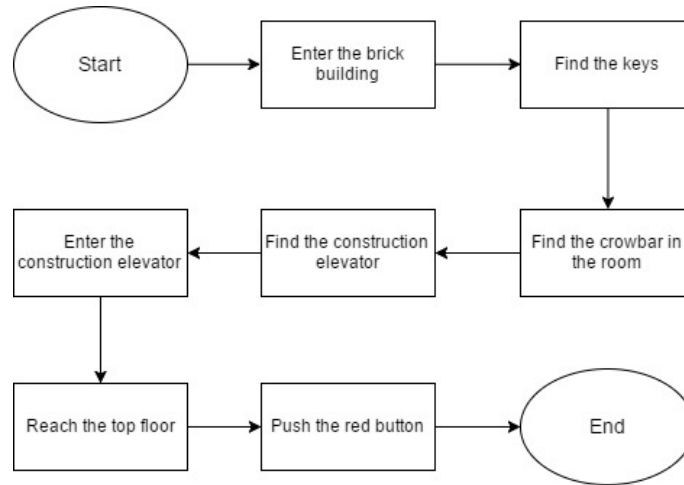 Start
Enter the brick
building
Find the keys
Find the crowbar in
the room
Find the construction
elevator
Enter the
construction elevator
Reach the top floor
Push the red button
End